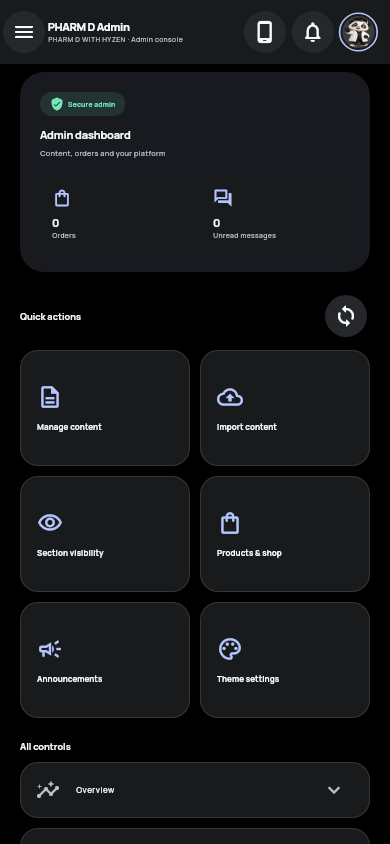 PHARM D Admin
PHARM D WITH HYZEN · Admin console
Secure admin
Admin dashboard
Content, orders and your platform
0
Orders
0
Unread messages
Quick actions
Manage content
Import content
Section visibility
Products & shop
Announcements
Theme settings
All controls
Overview